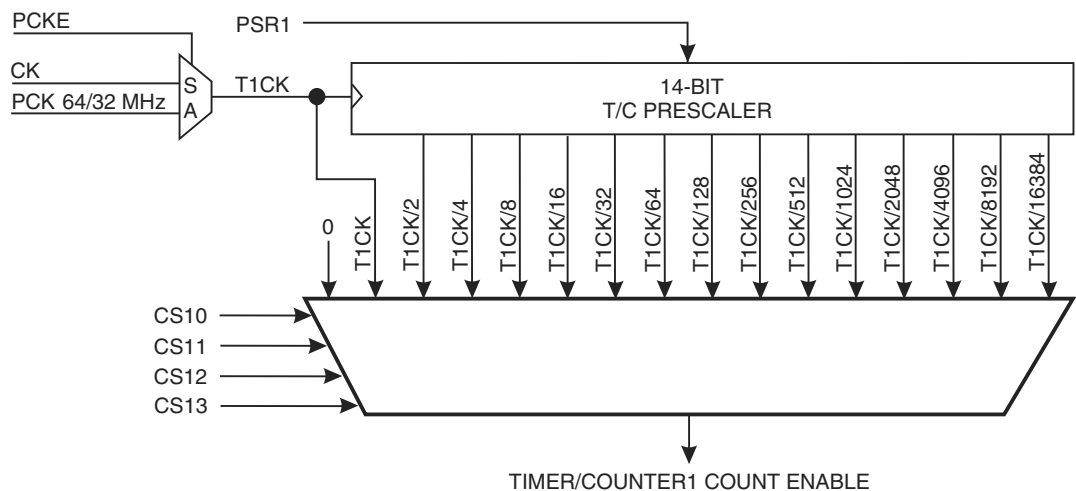 PCKE
PSR1
CK
PCK 64/32 MHz
S
A
T1CK
14-BIT
T/C PRESCALER
0
T1CK
T1CK/2
T1CK/4
T1CK/8
T1CK/16
T1CK/32
T1CK/64
T1CK/128
T1CK/256
T1CK/512
T1CK/1024
T1CK/2048
T1CK/4096
T1CK/8192
T1CK/16384
CS10
CS11
CS12
CS13
TIMER/COUNTER1 COUNT ENABLE